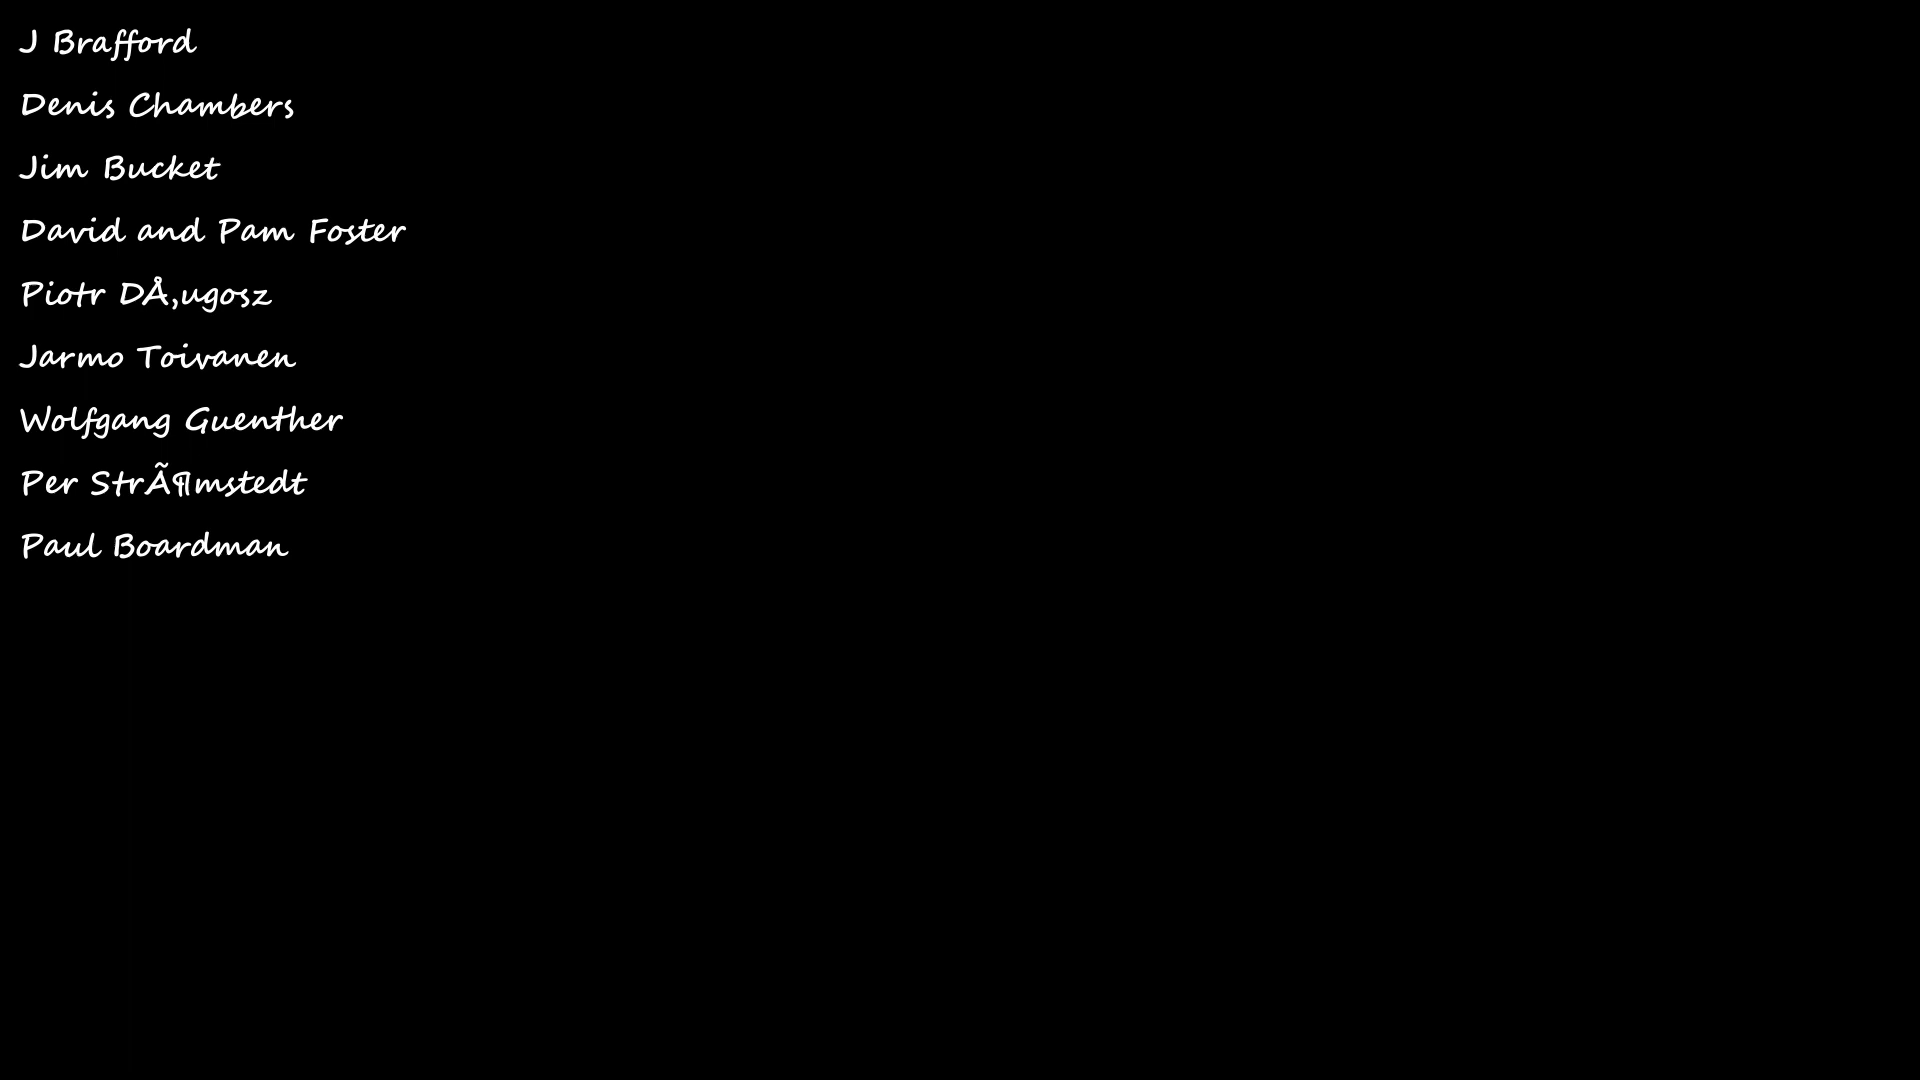 J Brafford
Denis Chambers
Jim Bucket
David and Pam Foster
Piotr DÅ‚ugosz
Jarmo Toivanen
Wolfgang Guenther
Per StrÃ¶mstedt
Paul Boardman